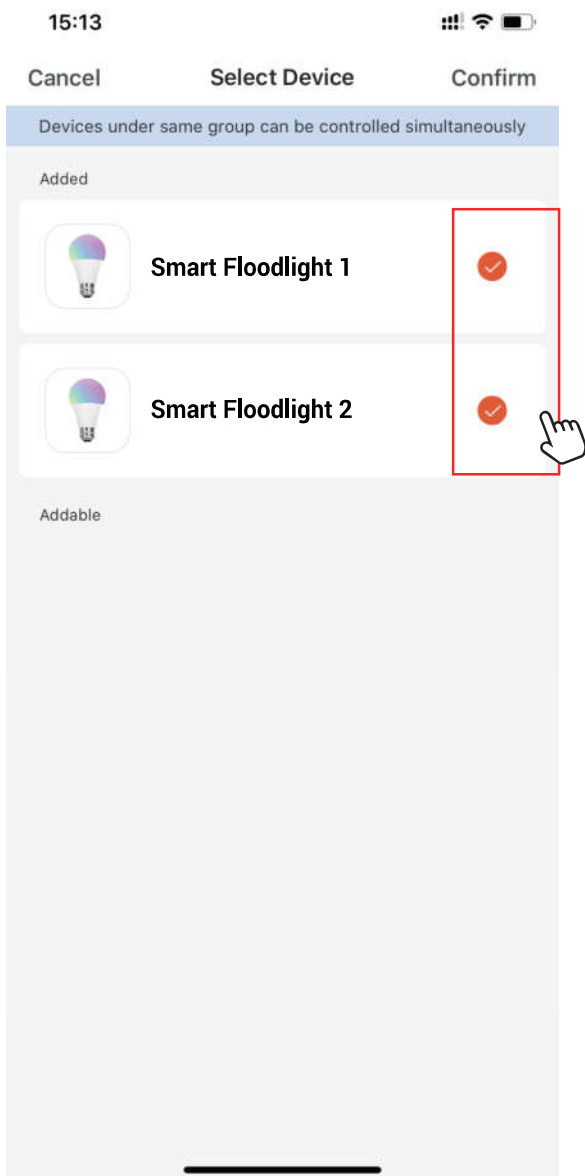 15:13
Cancel Select Device Confirm
Devices under same group can be controlled simultaneously
Added
Smart Floodlight 1
Smart Floodlight 2
Addable